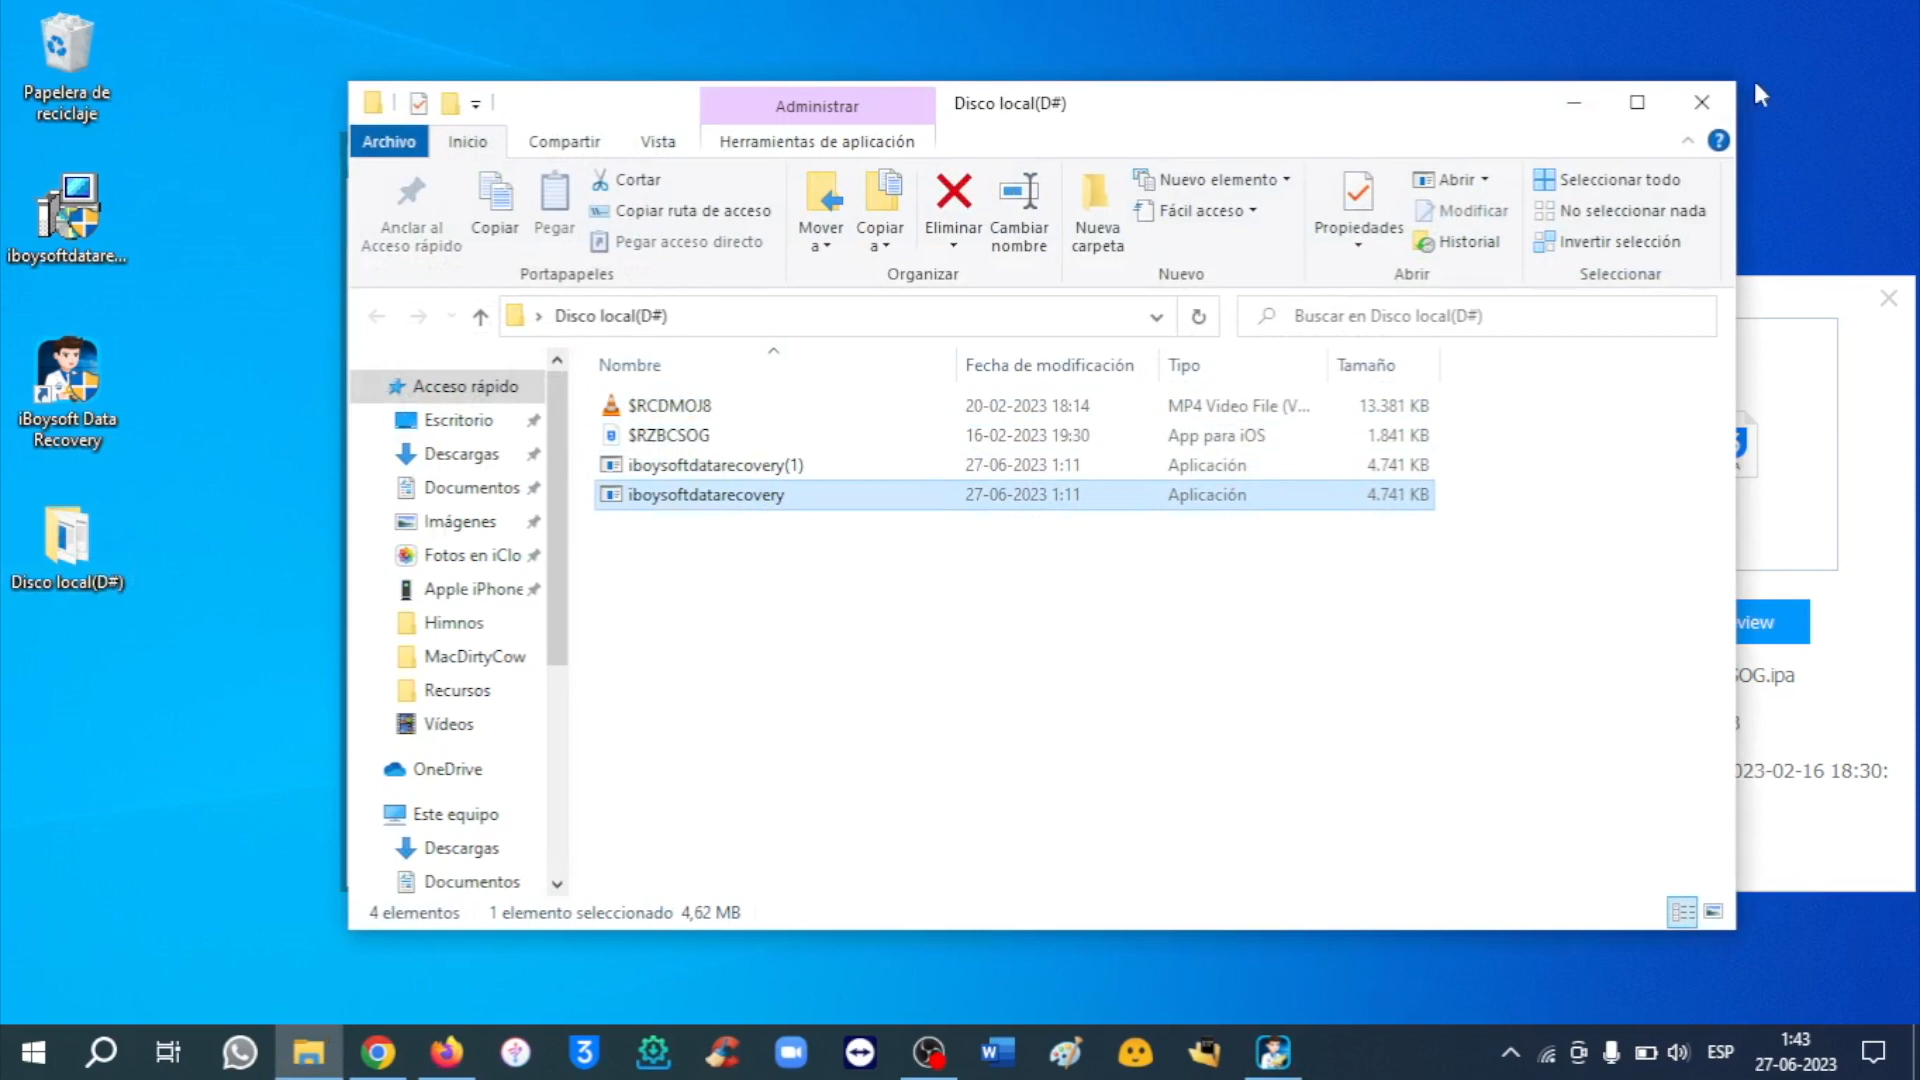 Papelera de
reciclaje
iboysoftdatare...
iBoysoft Data
Recovery
Disco local(D#)
Administrar
Disco local(D#)
Archivo
Inicio
Compartir
Vista
Herramientas de aplicación
Anclar al
Acceso rápido
Copiar
Pegar
Cortar
Copiar ruta de acceso
Pegar acceso directo
Portapapeles
Mover
a
Copiar
a
Eliminar
Cambiar
nombre
Organizar
Nueva
carpeta
Nuevo elemento
Fácil acceso
Nuevo
Propiedades
Abrir
Modificar
Historial
Abrir
Seleccionar todo
No seleccionar nada
Invertir selección
Seleccionar
Disco local(D#)
Buscar en Disco local(D#)
Acceso rápido
Escritorio
Descargas
Documentos
Imágenes
Fotos en iClo
Apple iPhone
Himnos
MacDirtyCow
Recursos
Vídeos
OneDrive
Este equipo
Descargas
Documentos
Nombre Fecha de modificación Tipo Tamaño
$RCDMOJ8 20-02-2023 18:14 MP4 Video File (V... 13.381 KB
$RZBCSOG 16-02-2023 19:30 App para iOS 1.841 KB
iboysoftdatarecovery(1) 27-06-2023 1:11 Aplicación 4.741 KB
iboysoftdatarecovery 27-06-2023 1:11 Aplicación 4.741 KB
4 elementos 1 elemento seleccionado 4,62 MB
view
SOG.ipa
023-02-16 18:30:
ESP
1:43
27-06-2023